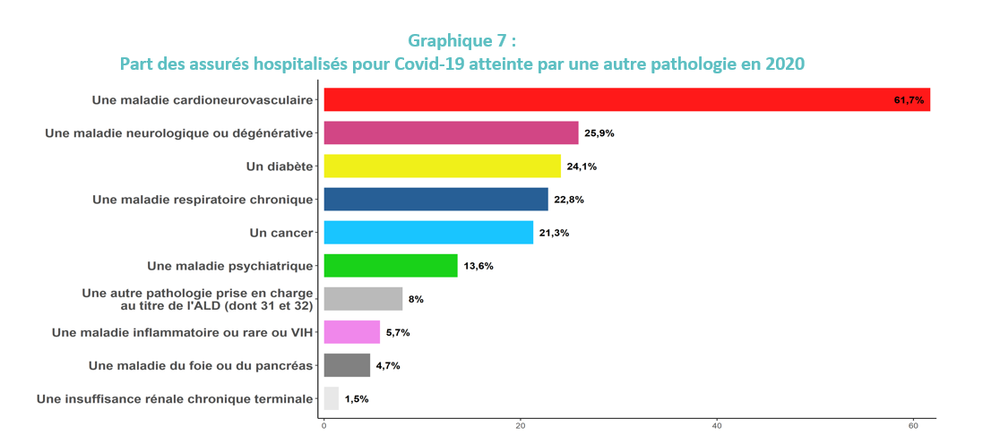 Graphique 7 :
Part des assurés hospitalisés pour Covid-19 atteinte par une autre pathologie en 2020
Une maladie cardioneurovasculaire 61,7%
Une maladie neurologique ou dégénérative 25,9%
Un diabète 24,1%
Une maladie respiratoire chronique 22,8%
Un cancer 21,3%
Une maladie psychiatrique 13,6%
Une autre pathologie prise en charge
au titre de l'ALD (dont 31 et 32) 8%
Une maladie inflammatoire ou rare ou VIH 5,7%
Une maladie du foie ou du pancréas 4,7%
Une insuffisance rénale chronique terminale 1,5%
0 20 40 60